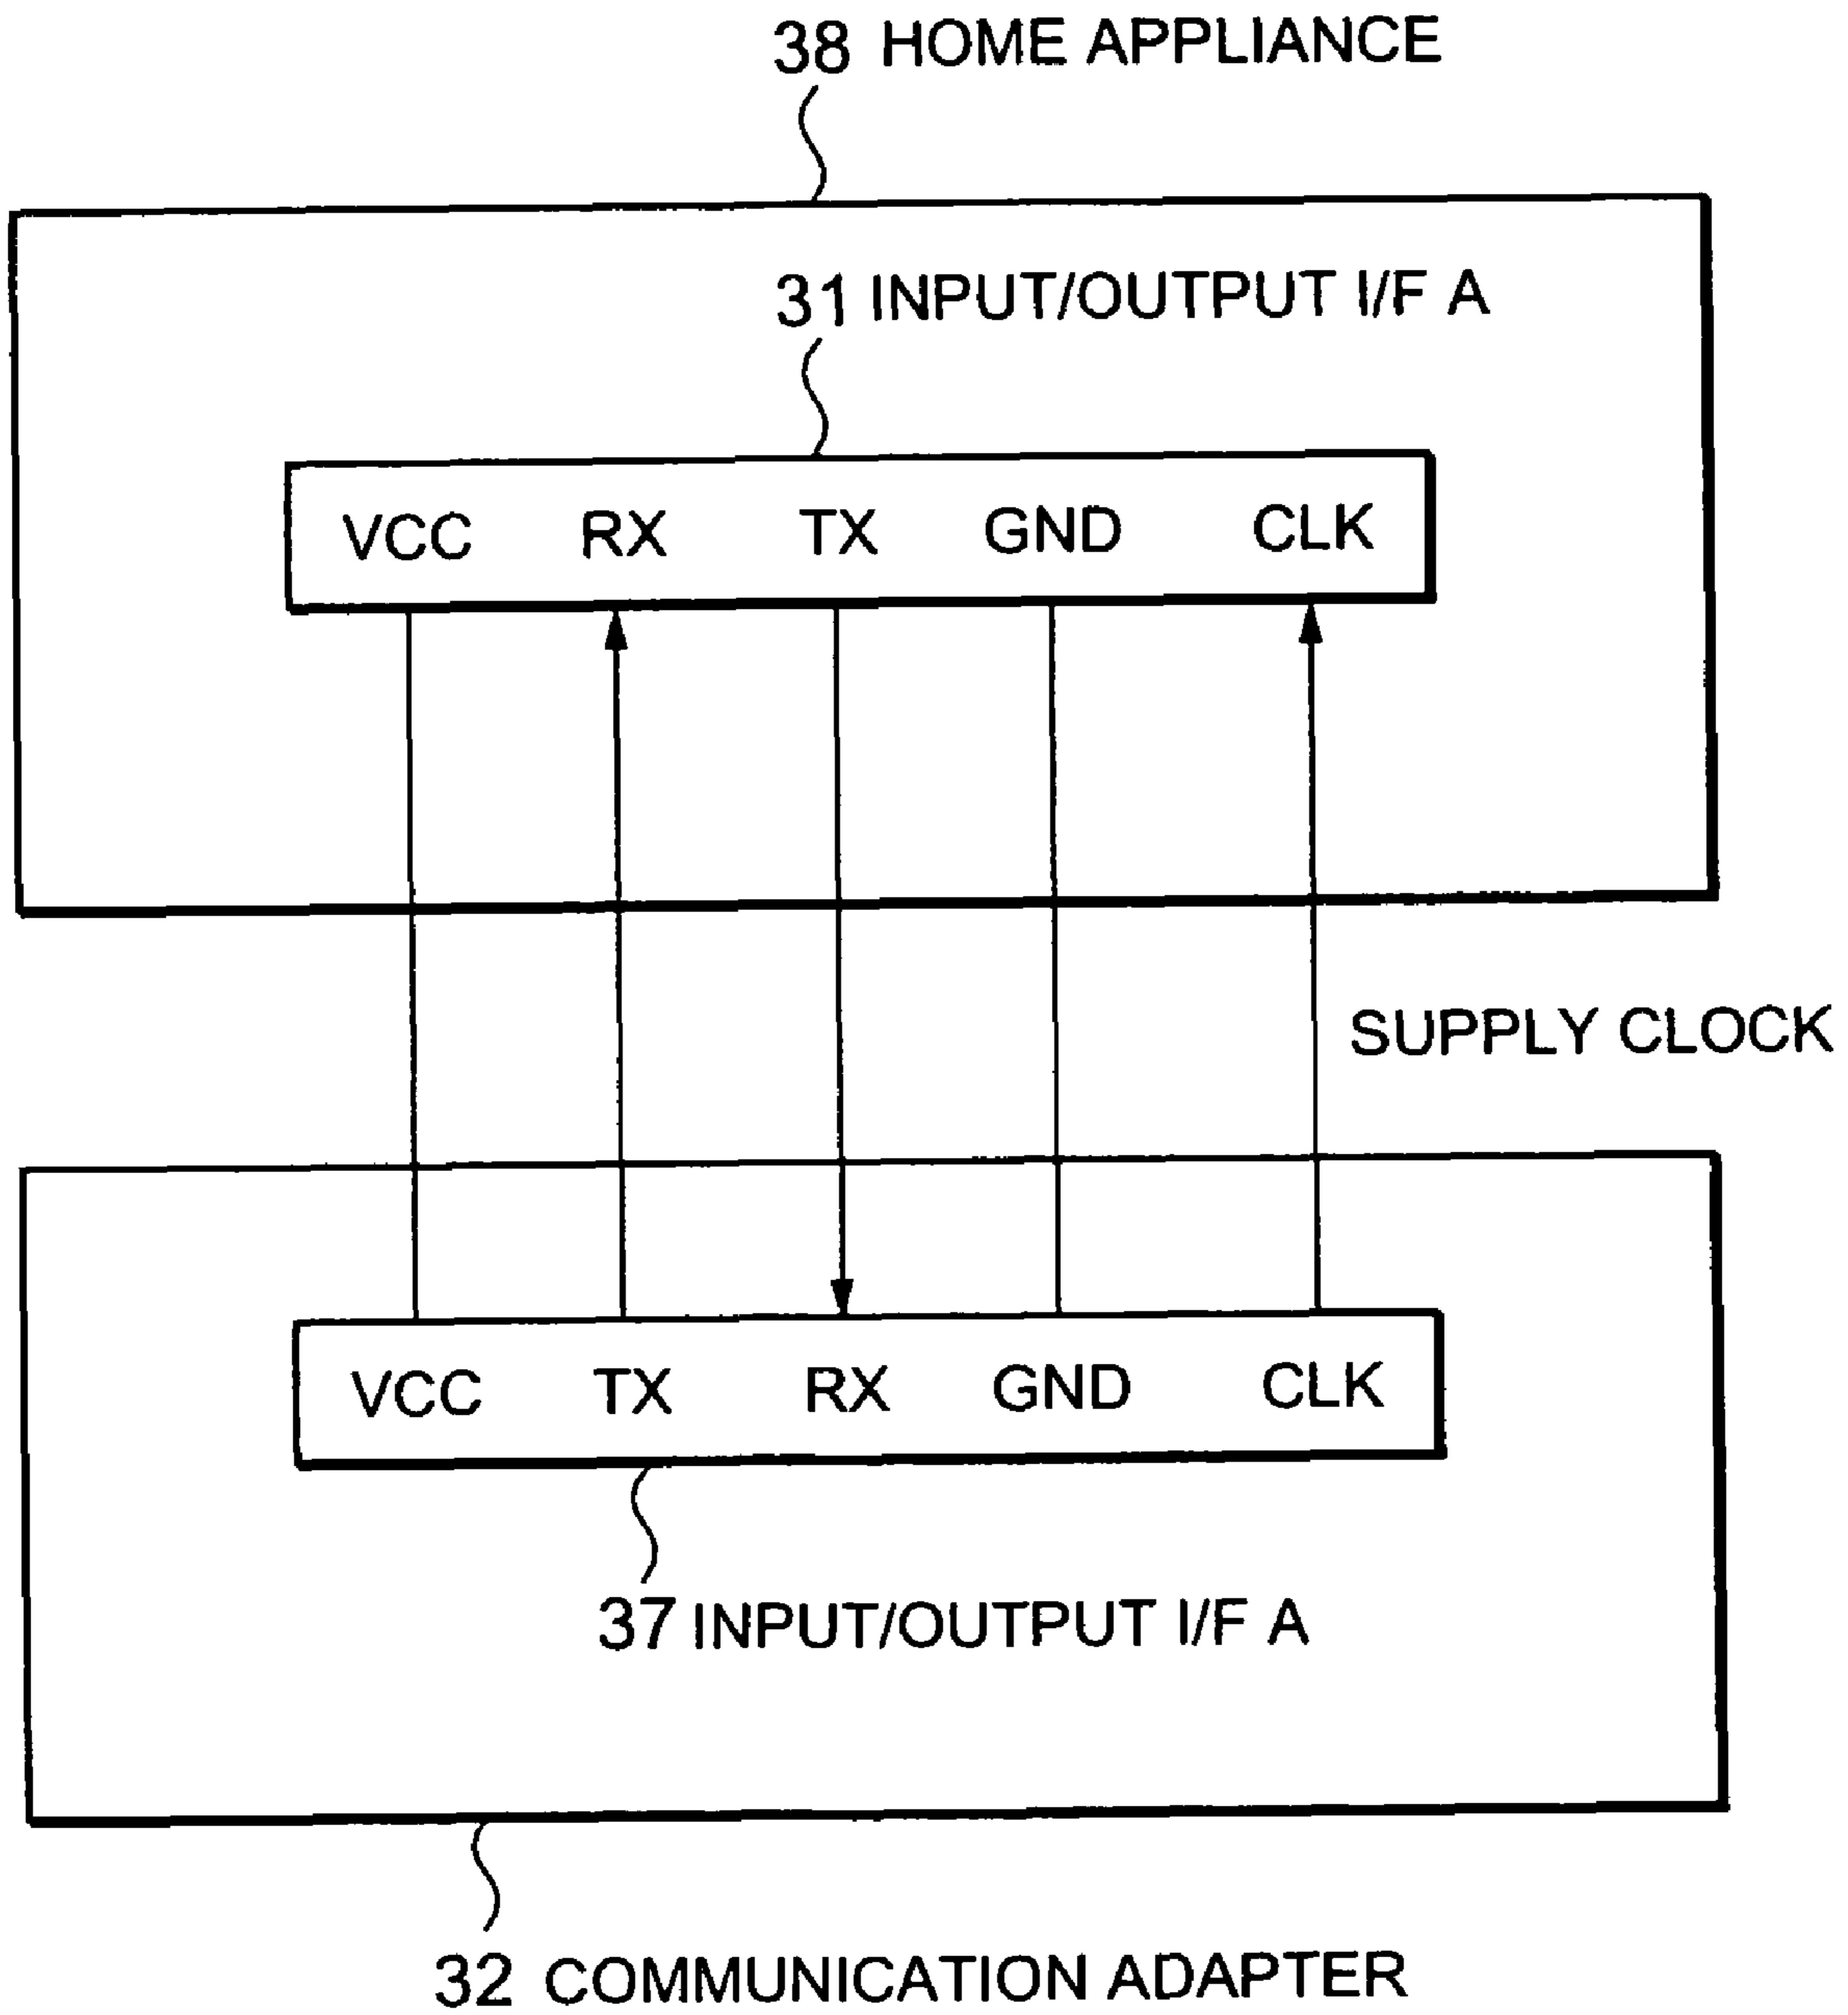 38 HOME APPLIANCE
31 INPUT/OUTPUT I/F A
VCC RX TX GND CLK
SUPPLY CLOCK
VCC TX RX GND CLK
37 INPUT/OUTPUT I/F A
32 COMMUNICATION ADAPTER